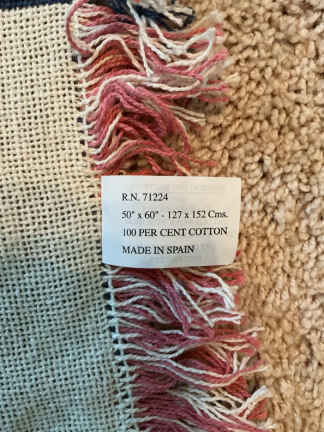 R.N. 71224
50" x 60" - 127 x 152 Cms.
100 PER CENT COTTON
MADE IN SPAIN